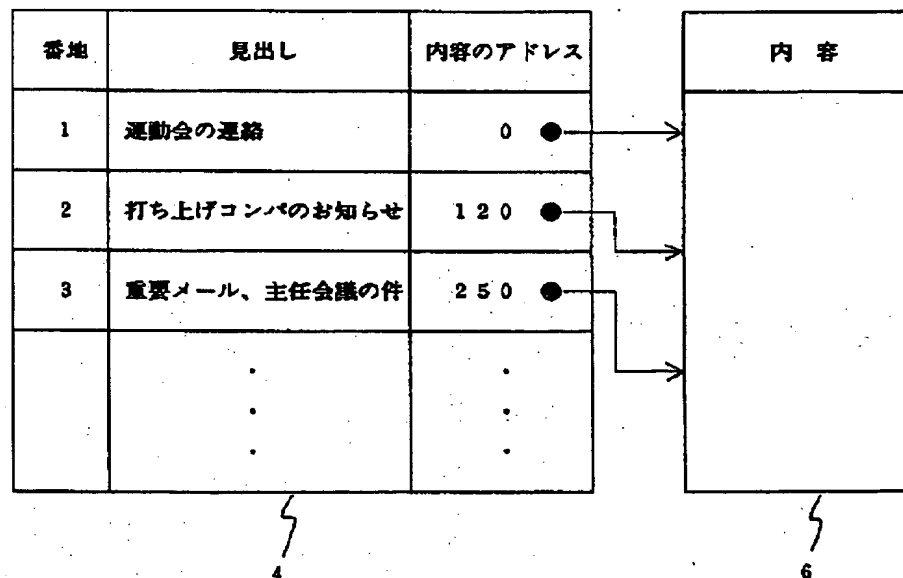 番地 見出し 内容のアドレス 内 容
1 運動会の連絡 0
2 打ち上げコンパのお知らせ 120
3 重要メール、主任会議の件 250
4 6